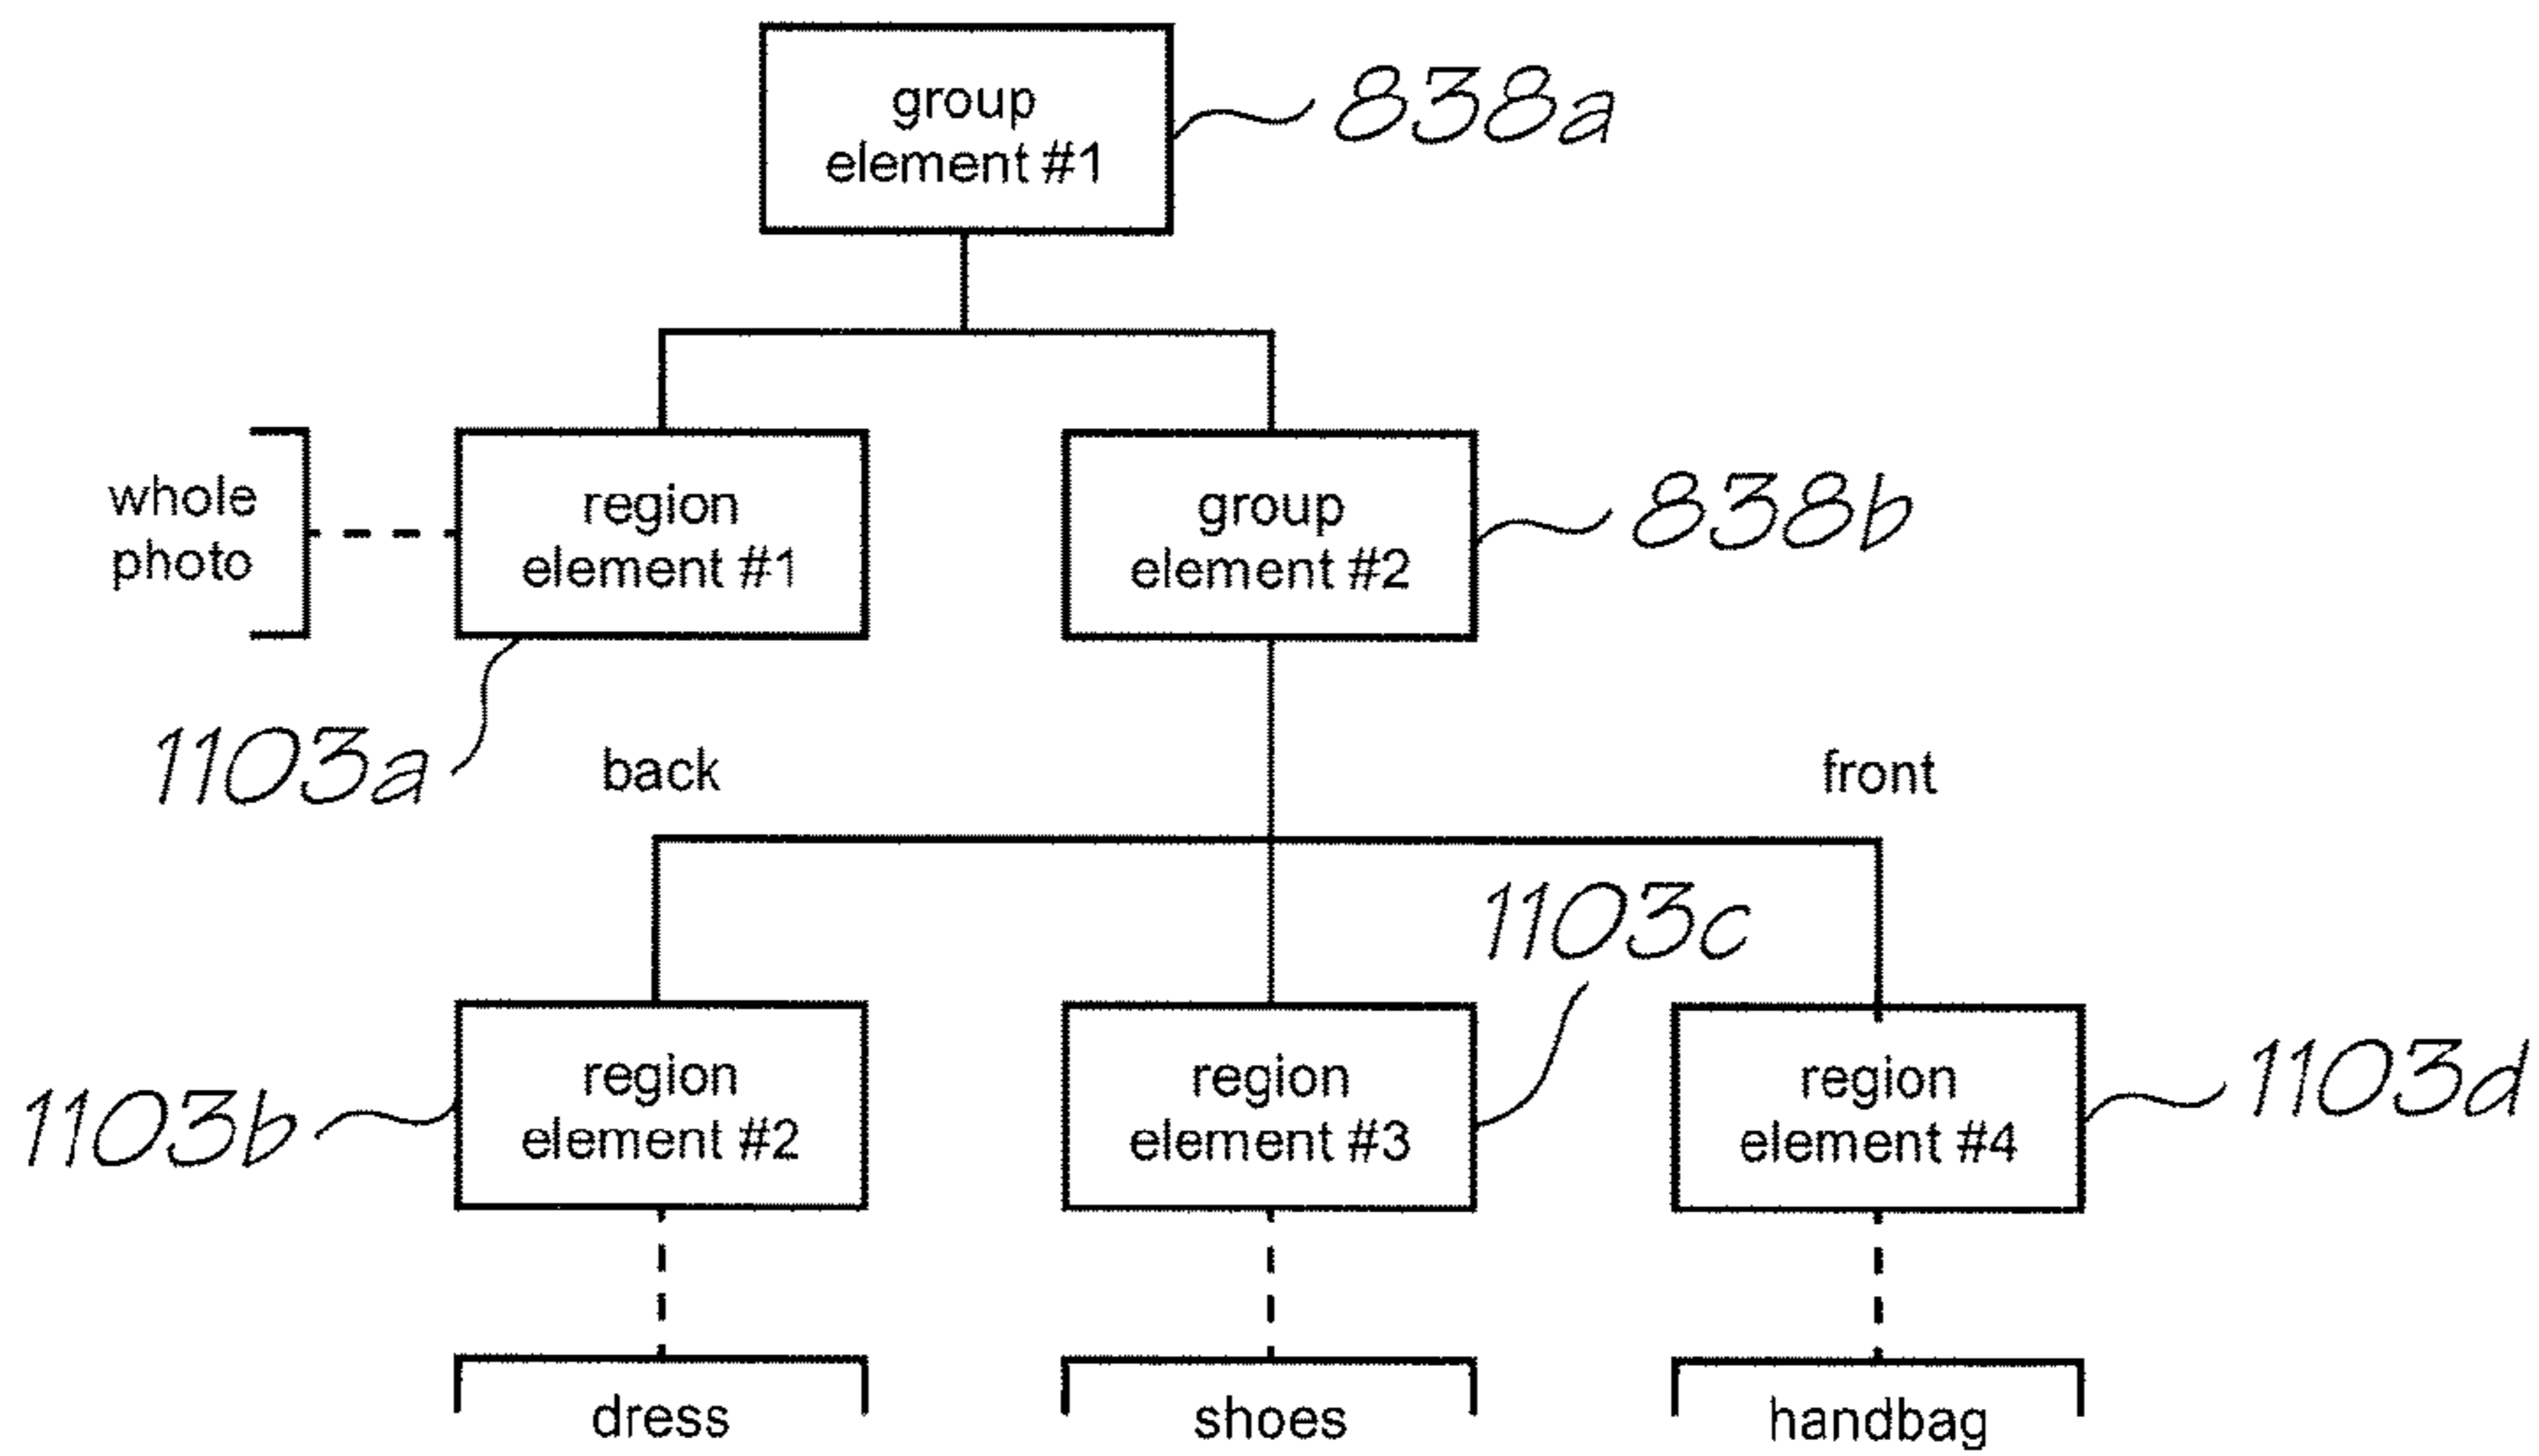 group
element #1
838a
whole
photo
region
element #1
group
element #2
838b
1103a
back
front
1103c
1103b
region
element #2
region
element #3
region
element #4
1103d
dress
shoes
handbag